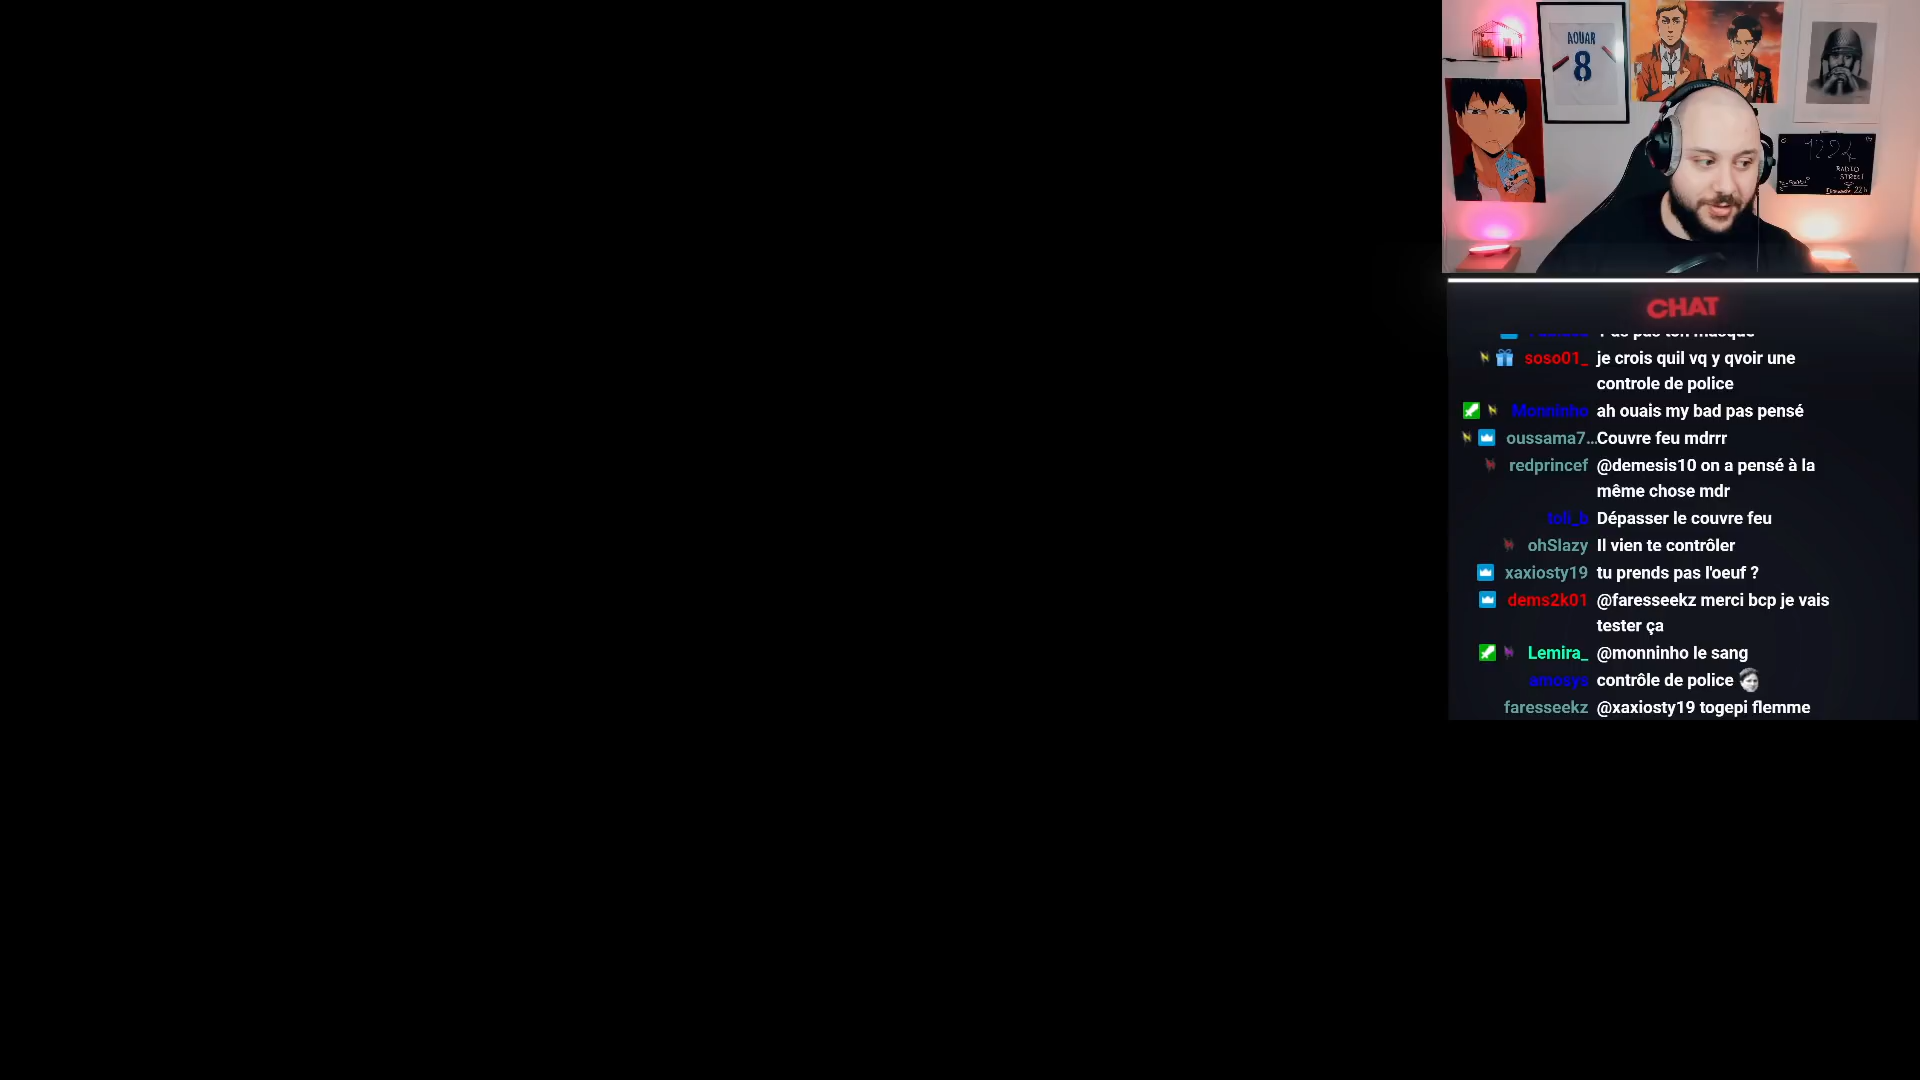 AOUAR
8
RADIO
STREET
CHAT
soso01_ je crois quil vq y qvoir une
controle de police
Monninho ah ouais my bad pas pensé
oussama7... Couvre feu mdrrr
redprincef @demesis10 on a pensé à la
même chose mdr
toli_b Dépasser le couvre feu
ohSlazy Il vien te contrôler
xaxiosty19 tu prends pas l'oeuf ?
dems2k01 @faresseekz merci bcp je vais
tester ça
Lemira_ @monninho le sang
amosys contrôle de police
faresseekz @xaxiosty19 togepi flemme